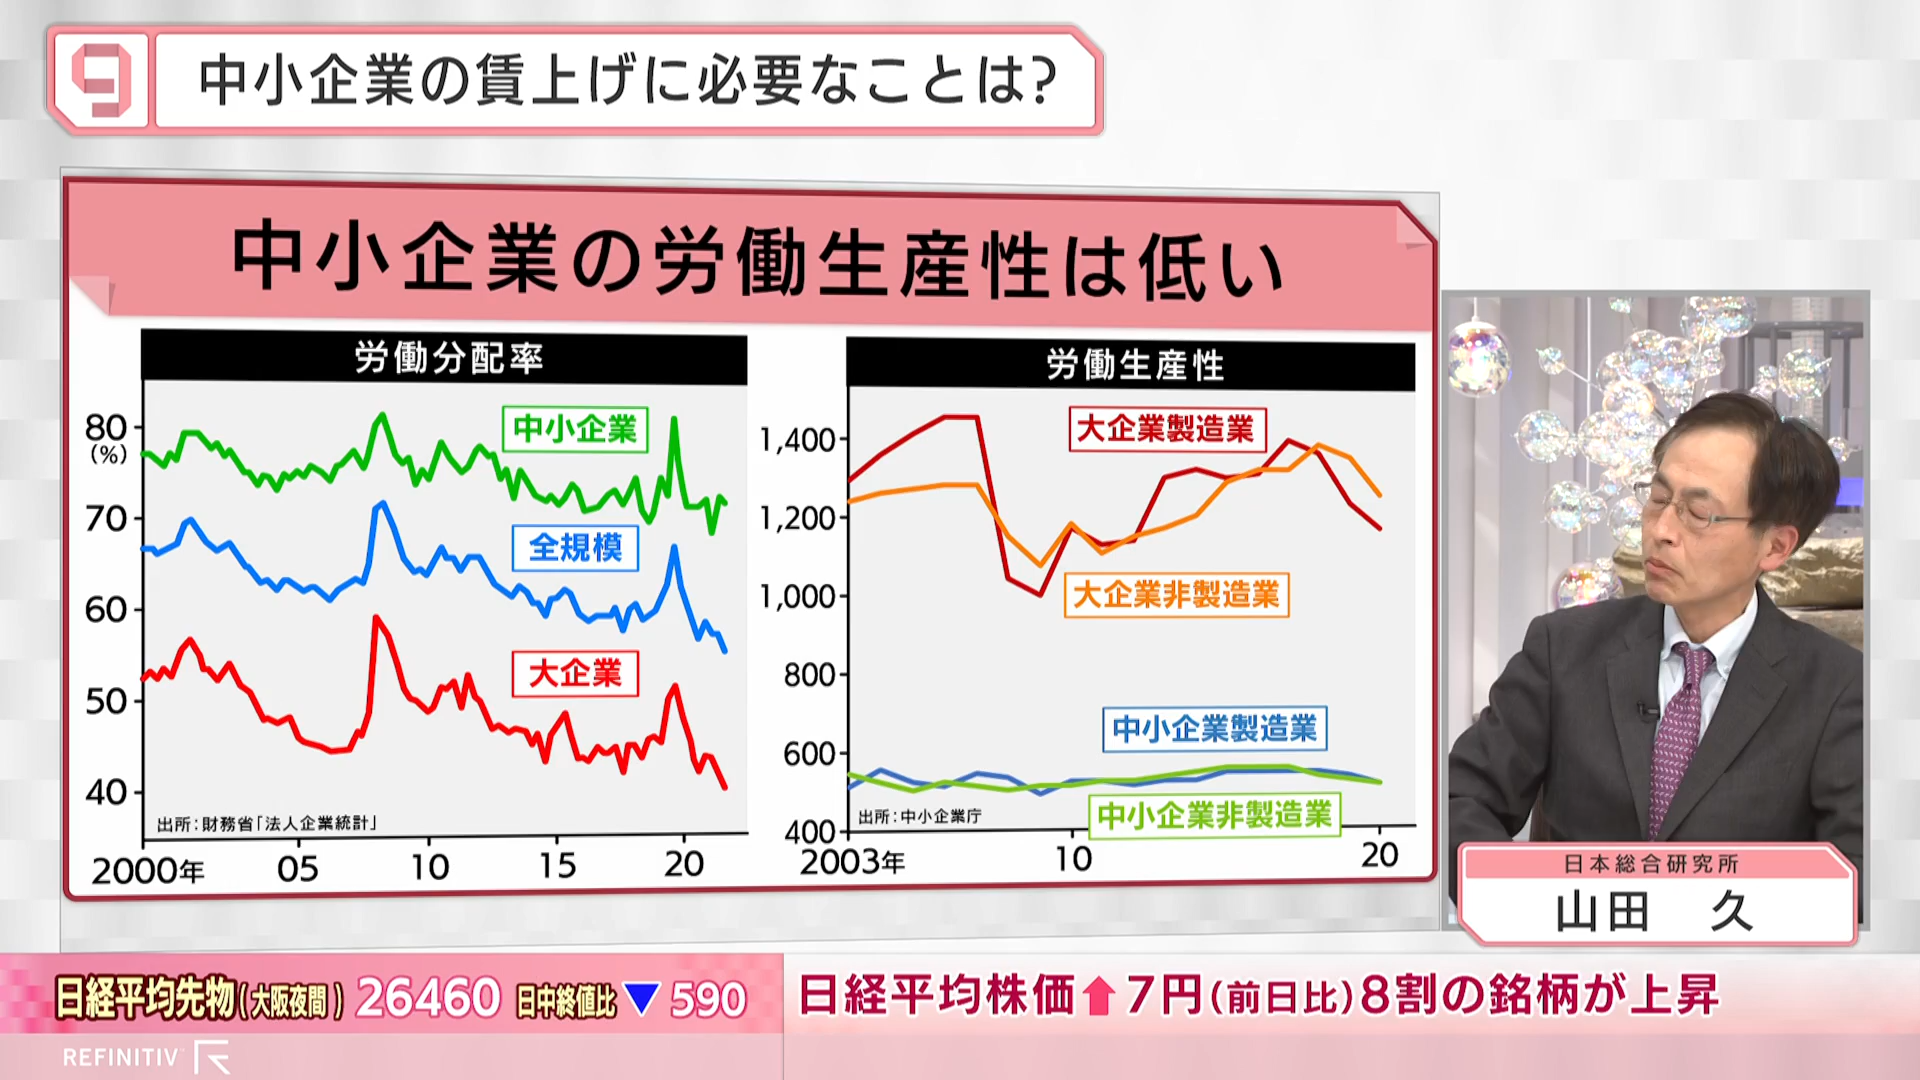 9
中小企業の賃上げに必要なことは?
中小企業の労働生産性は低い
労働分配率
80
(%)
70
60
50
40
中小企業
全規模
大企業
出所:財務省「法人企業統計」
2000年
05
10
15
20
労働生産性
1,400
1,200
1,000
800
600
400
大企業製造業
大企業非製造業
中小企業製造業
中小企業非製造業
出所:中小企業庁
2003年
10
20
日本総合研究所
山田 久
日経平均先物(大阪夜間) 26460 日中終値比▼590
日経平均株価⬆7円(前日比)8割の銘柄が上昇
REFINITIV